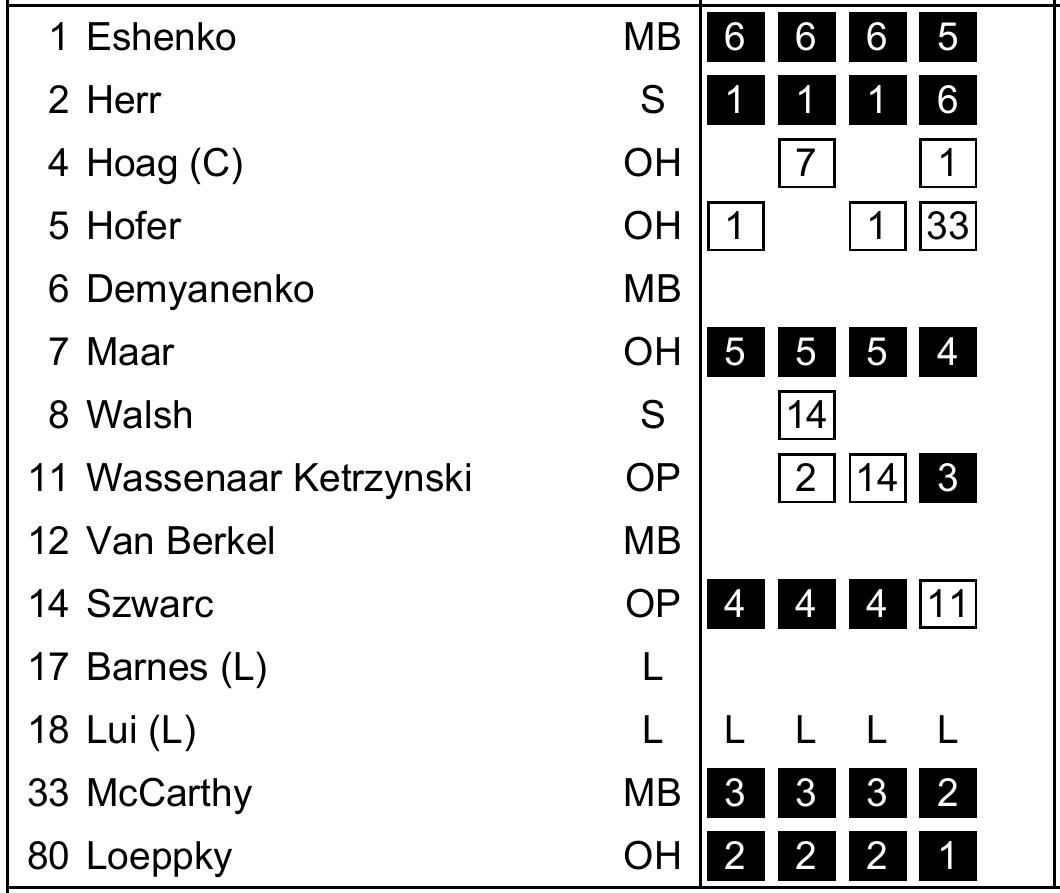 1 Eshenko MB 6 6 6 5
2 Herr S 1 1 1 6
4 Hoag (C) OH 7 1
5 Hofer OH 1 1 33
6 Demyanenko MB
7 Maar OH 5 5 5 4
8 Walsh S 14
11 Wassenaar Ketrzynski OP 2 14 3
12 Van Berkel MB
14 Szwarc OP 4 4 4 11
17 Barnes (L) L
18 Lui (L) L L L L L
33 McCarthy MB 3 3 3 2
80 Loeppky OH 2 2 2 1